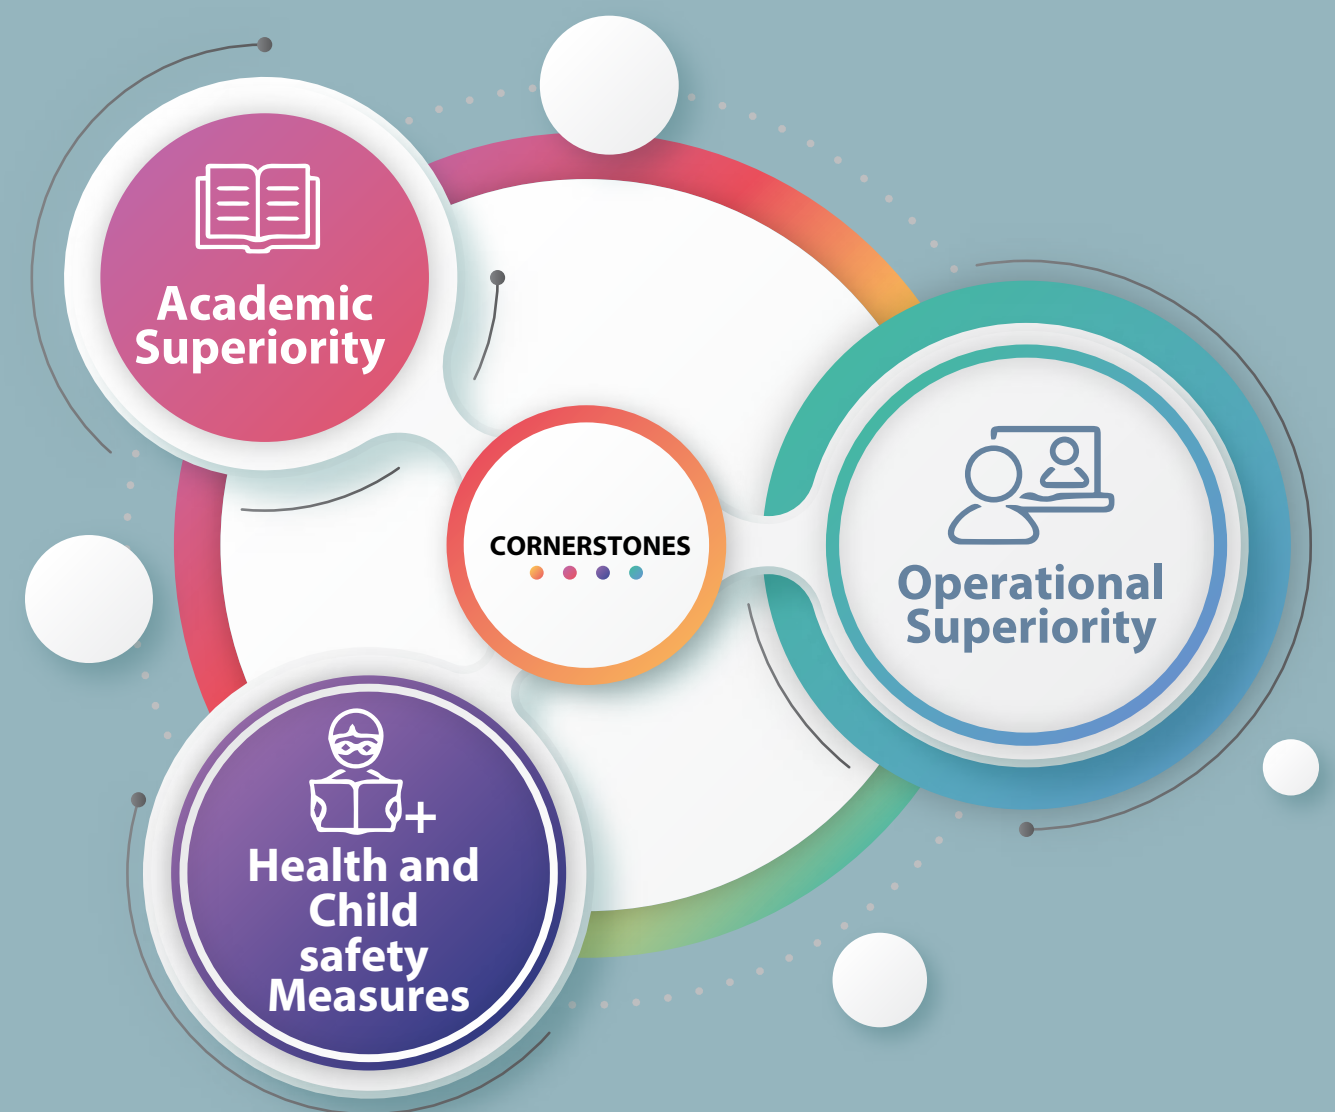 Academic
Superiority
CORNERSTONES
Operational
Superiority
Health and
Child
safety
Measures